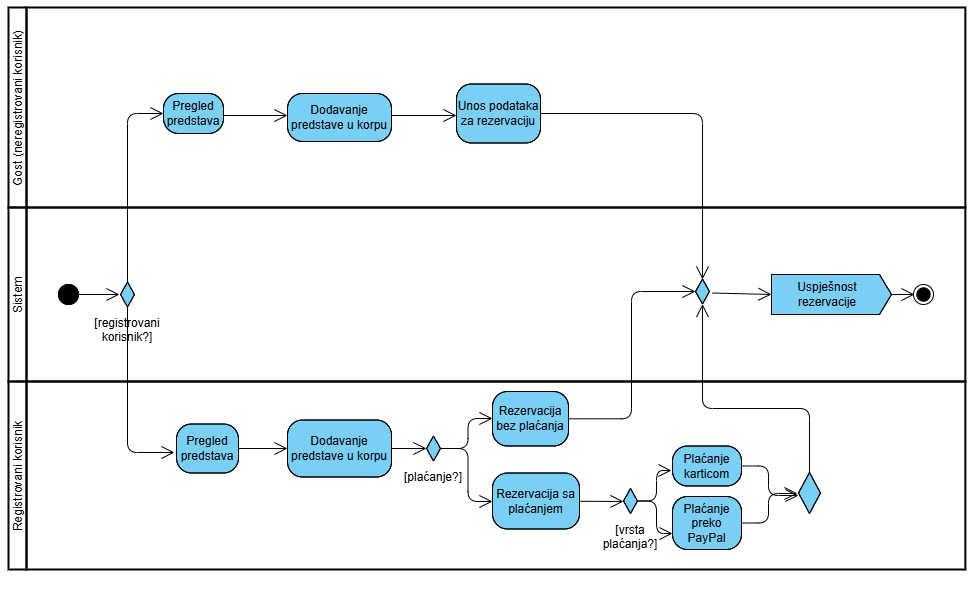 Gost (neregistrovani korisnik)
Pregled
predstava
Dodavanje
predstave u korpu
Unos podataka
za rezervaciju
Sistem
[registrovani
korisnik?]
Uspješnost
rezervacije
Registrovani korisnik
Pregled
predstava
Dodavanje
predstave u korpu
[plaćanje?]
Rezervacija
bez plaćanja
Rezervacija sa
plaćanjem
[vrsta
plaćanja?]
Plaćanje
karticom
Plaćanje
preko
PayPal